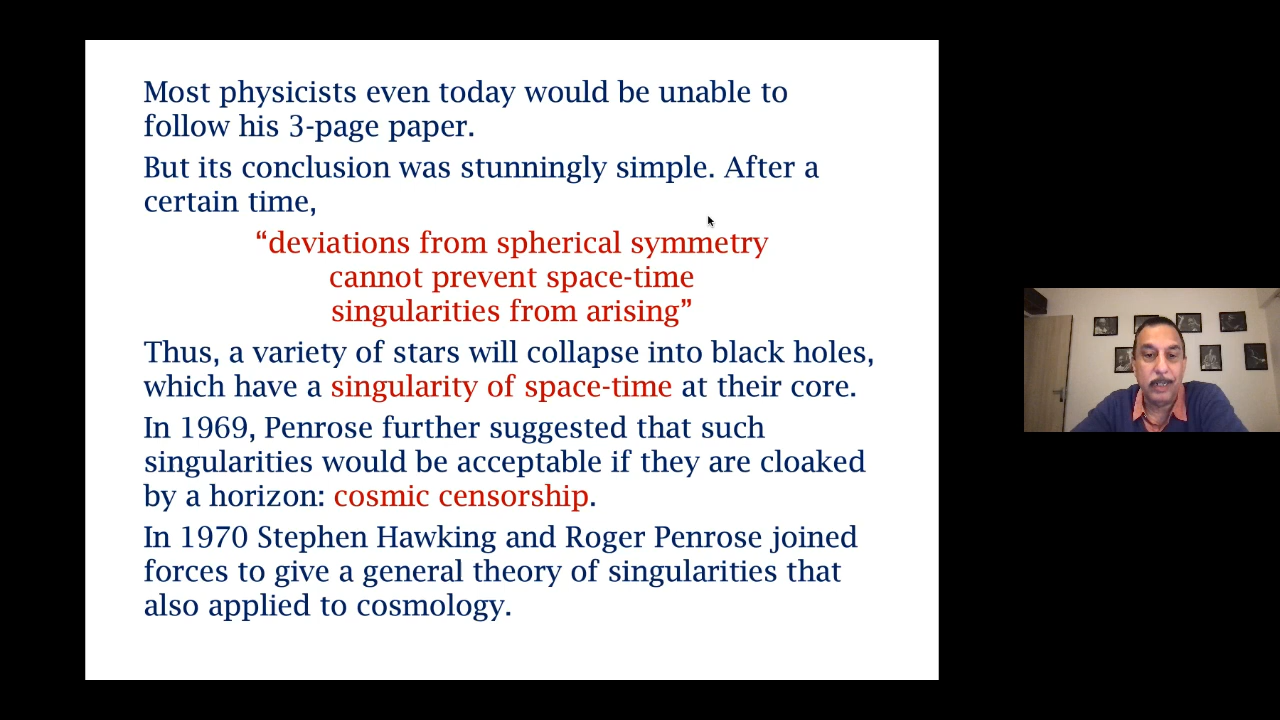 Most physicists even today would be unable to
follow his 3-page paper.
But its conclusion was stunningly simple. After a
certain time,
“deviations from spherical symmetry
cannot prevent space-time
singularities from arising”
Thus, a variety of stars will collapse into black holes,
which have a singularity of space-time at their core.
In 1969, Penrose further suggested that such
singularities would be acceptable if they are cloaked
by a horizon: cosmic censorship.
In 1970 Stephen Hawking and Roger Penrose joined
forces to give a general theory of singularities that
also applied to cosmology.